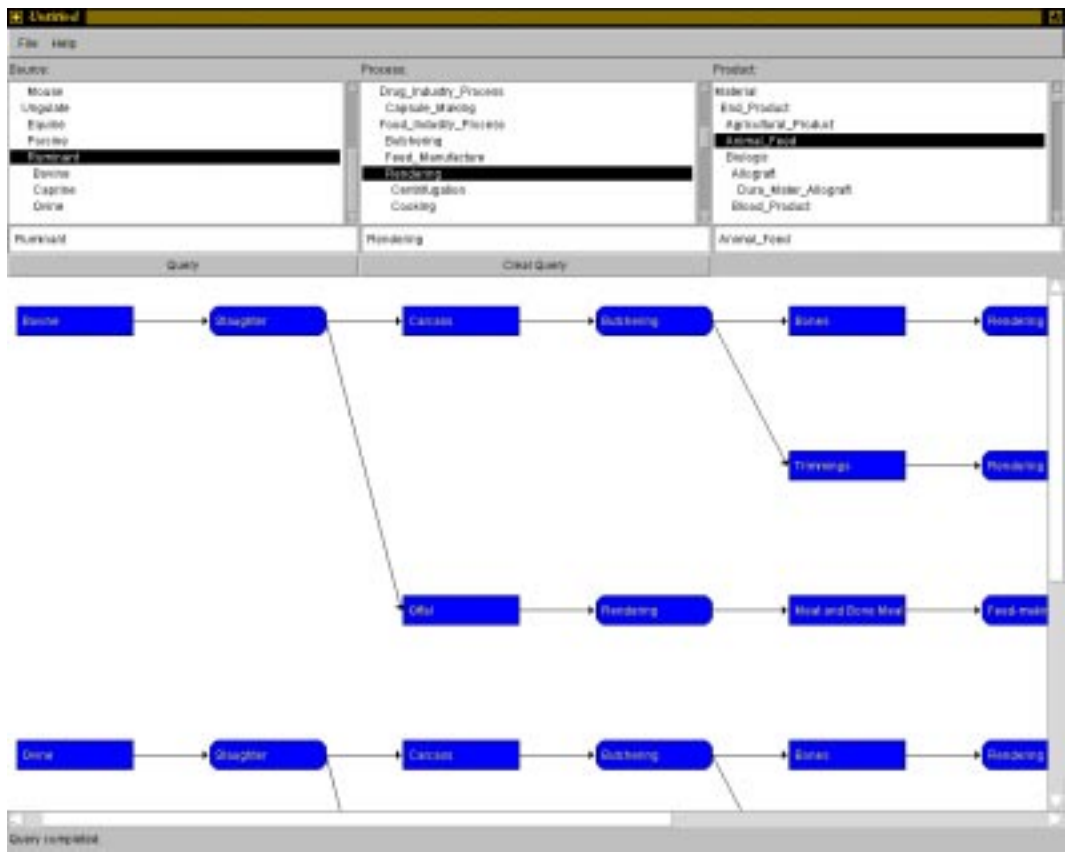 Untitled
File Help
Source: Process: Product:
Mouse
Ungulate
Equine
Porcine
Ruminant
Bovine
Caprine
Ovine
Drug_Industry_Process
Capsule_Making
Food_Industry_Process
Butchering
Feed_Manufacture
Rendering
Centrifugation
Cooking
Material
End_Product
Agricultural_Product
Animal_Feed
Biologic
Allograft
Dura_Mater_Allograft
Blood_Product
Ruminant Rendering Animal_Feed
Query Clear Query
Bovine Slaughter Carcass Butchering Bones Rendering
Trimmings Rendering
Offal Rendering Meat and Bone Meal Feed-maki
Ovine Slaughter Carcass Butchering Bones Rendering
Query completed.